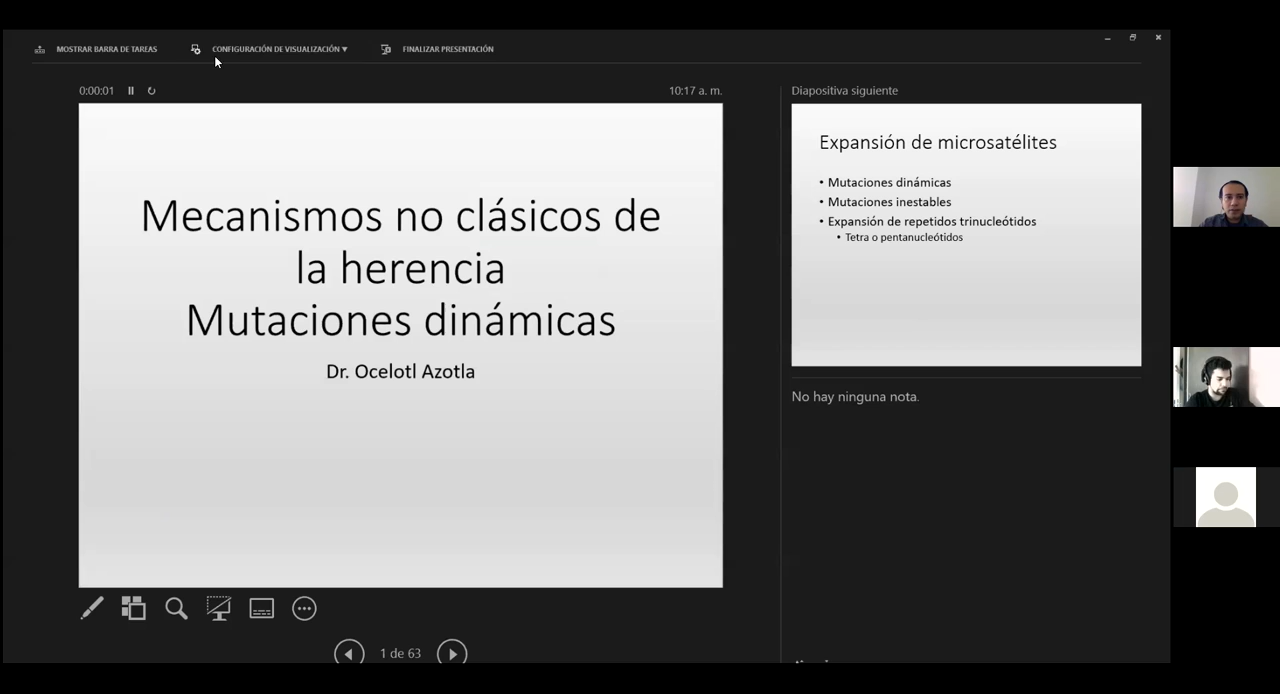 MOSTRAR BARRA DE TAREAS
CONFIGURACIÓN DE VISUALIZACIÓN ▼
FINALIZAR PRESENTACIÓN
0:00:01
10:17 a. m.
Mecanismos no clásicos de
la herencia
Mutaciones dinámicas
Dr. Ocelotl Azotla
1 de 63
Diapositiva siguiente
Expansión de microsatélites
• Mutaciones dinámicas
• Mutaciones inestables
• Expansión de repetidos trinucleótidos
• Tetra o pentanucleótidos
No hay ninguna nota.